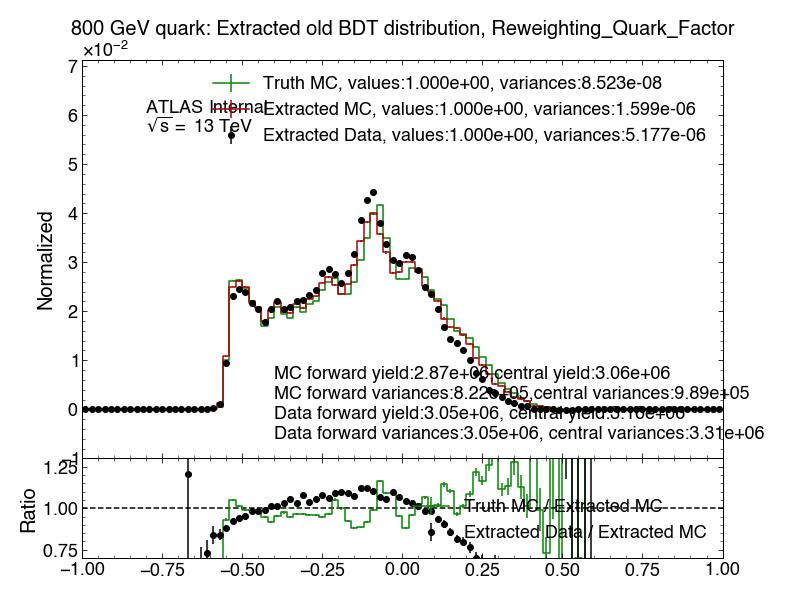 800 GeV quark: Extracted old BDT distribution, Reweighting_Quark_Factor
×10⁻²
7
6
5
4
3
2
1
0
−1
Normalized
ATLAS Internal
√s = 13 TeV
Truth MC, values:1.000e+00, variances:8.523e-08
Extracted MC, values:1.000e+00, variances:1.599e-06
Extracted Data, values:1.000e+00, variances:5.177e-06
MC forward yield:2.87e+06, central yield:3.06e+06
MC forward variances:8.22e+05, central variances:9.89e+05
Data forward yield:3.05e+06, central yield:3.16e+06
Data forward variances:3.05e+06, central variances:3.31e+06
1.25
1.00
0.75
Ratio
Truth MC / Extracted MC
Extracted Data / Extracted MC
−1.00 −0.75 −0.50 −0.25 0.00 0.25 0.50 0.75 1.00